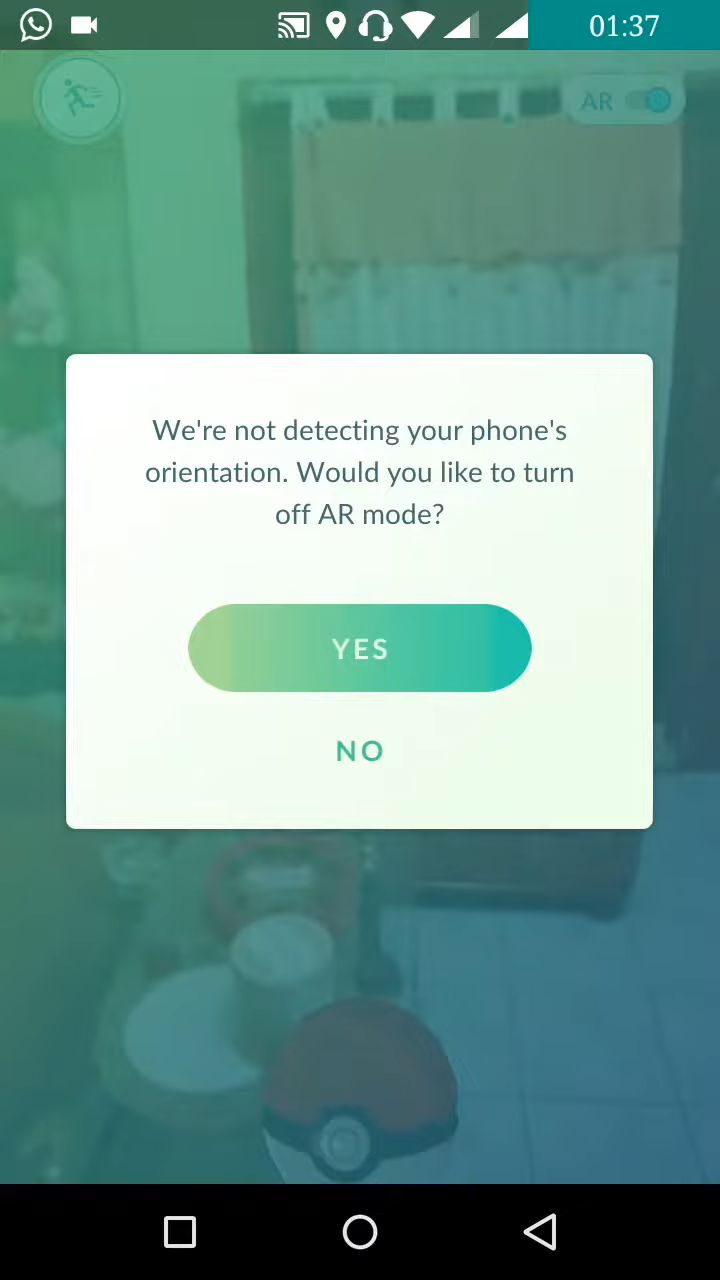 01:37
AR
We're not detecting your phone's
orientation. Would you like to turn
off AR mode?
YES
NO